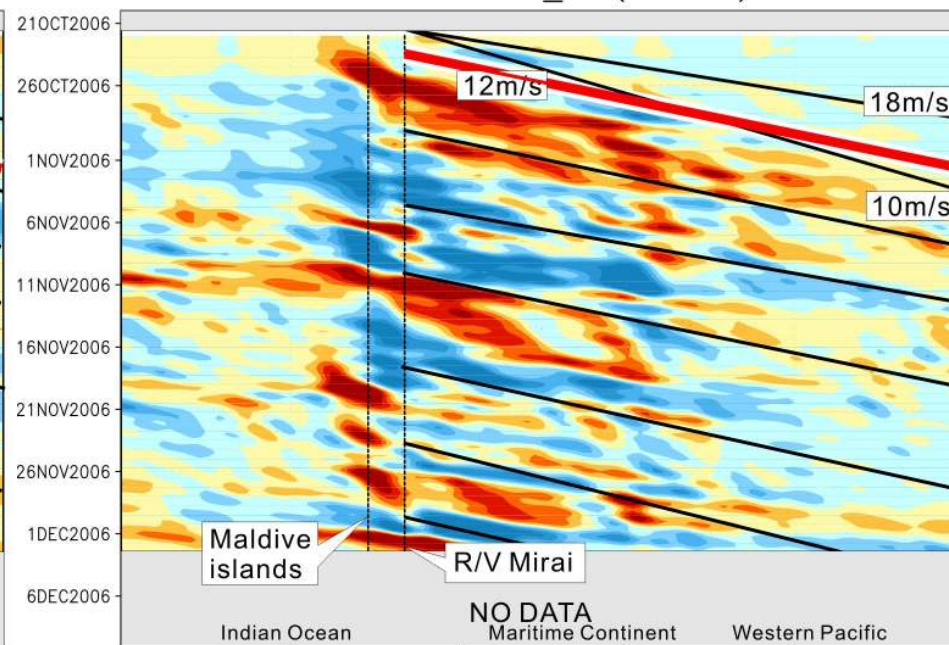 21OCT2006
26OCT2006
12m/s
18m/s
1NOV2006
10m/s
6NOV2006
11NOV2006
16NOV2006
21NOV2006
26NOV2006
1DEC2006
Maldive
islands
R/V Mirai
6DEC2006
NO DATA
Indian Ocean
Maritime Continent
Western Pacific